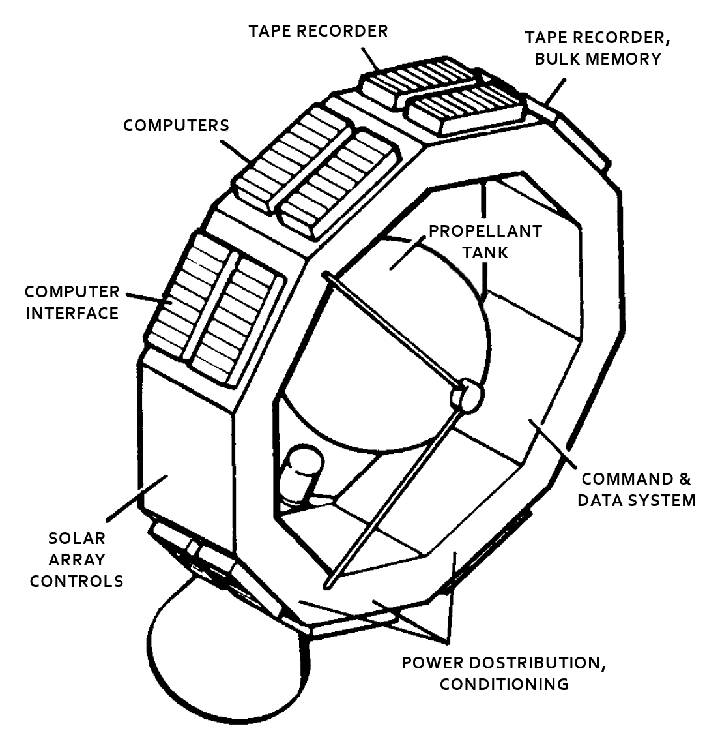 TAPE RECORDER
TAPE RECORDER,
BULK MEMORY
COMPUTERS
PROPELLANT
TANK
COMPUTER
INTERFACE
COMMAND &
DATA SYSTEM
SOLAR
ARRAY
CONTROLS
POWER DOSTRIBUTION,
CONDITIONING